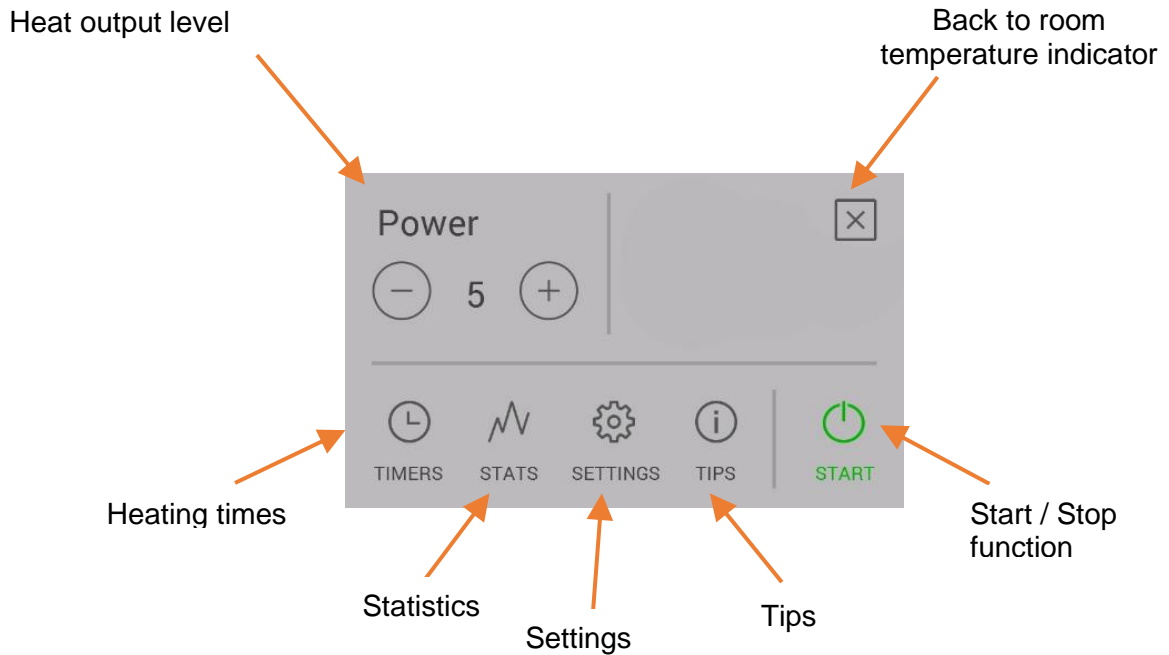 Heat output level
Back to room
temperature indicator
Power
5
TIMERS
STATS
SETTINGS
TIPS
START
Heating times
Start / Stop
function
Statistics
Tips
Settings